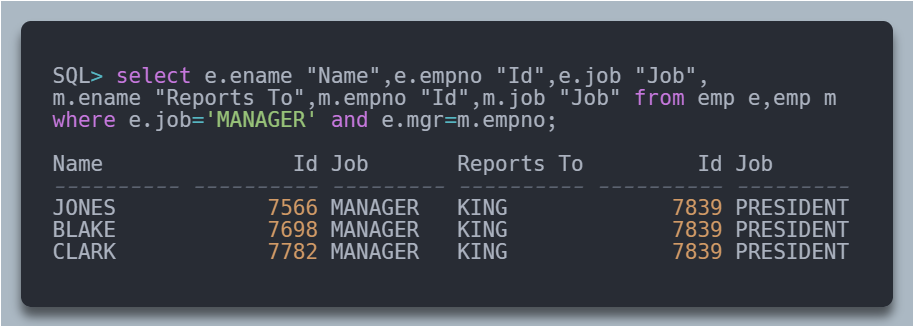 SQL> select e.ename "Name",e.empno "Id",e.job "Job",
m.ename "Reports To",m.empno "Id",m.job "Job" from emp e,emp m
where e.job='MANAGER' and e.mgr=m.empno;
Name Id Job Reports To Id Job
---------- ---------- --------- ---------- ---------- ---------
JONES 7566 MANAGER KING 7839 PRESIDENT
BLAKE 7698 MANAGER KING 7839 PRESIDENT
CLARK 7782 MANAGER KING 7839 PRESIDENT